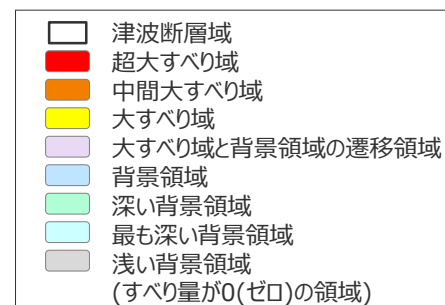 津波断層域
超大すべり域
中間大すべり域
大すべり域
大すべり域と背景領域の遷移領域
背景領域
深い背景領域
最も深い背景領域
浅い背景領域
(すべり量が0(ゼロ)の領域)